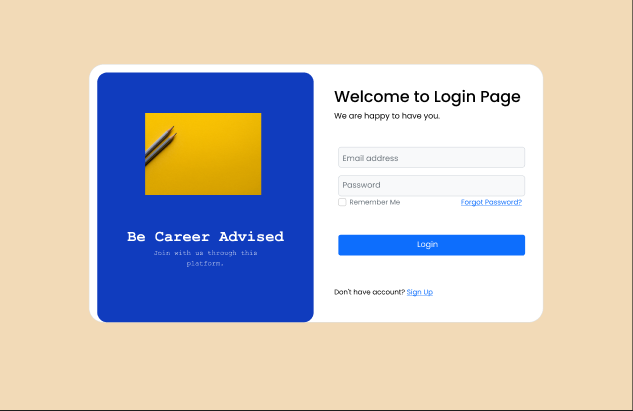 Be Career Advised
Join with us through this
platform.
Welcome to Login Page
We are happy to have you.
Email address
Password
Remember Me
Forgot Password?
Login
Don't have account? Sign Up